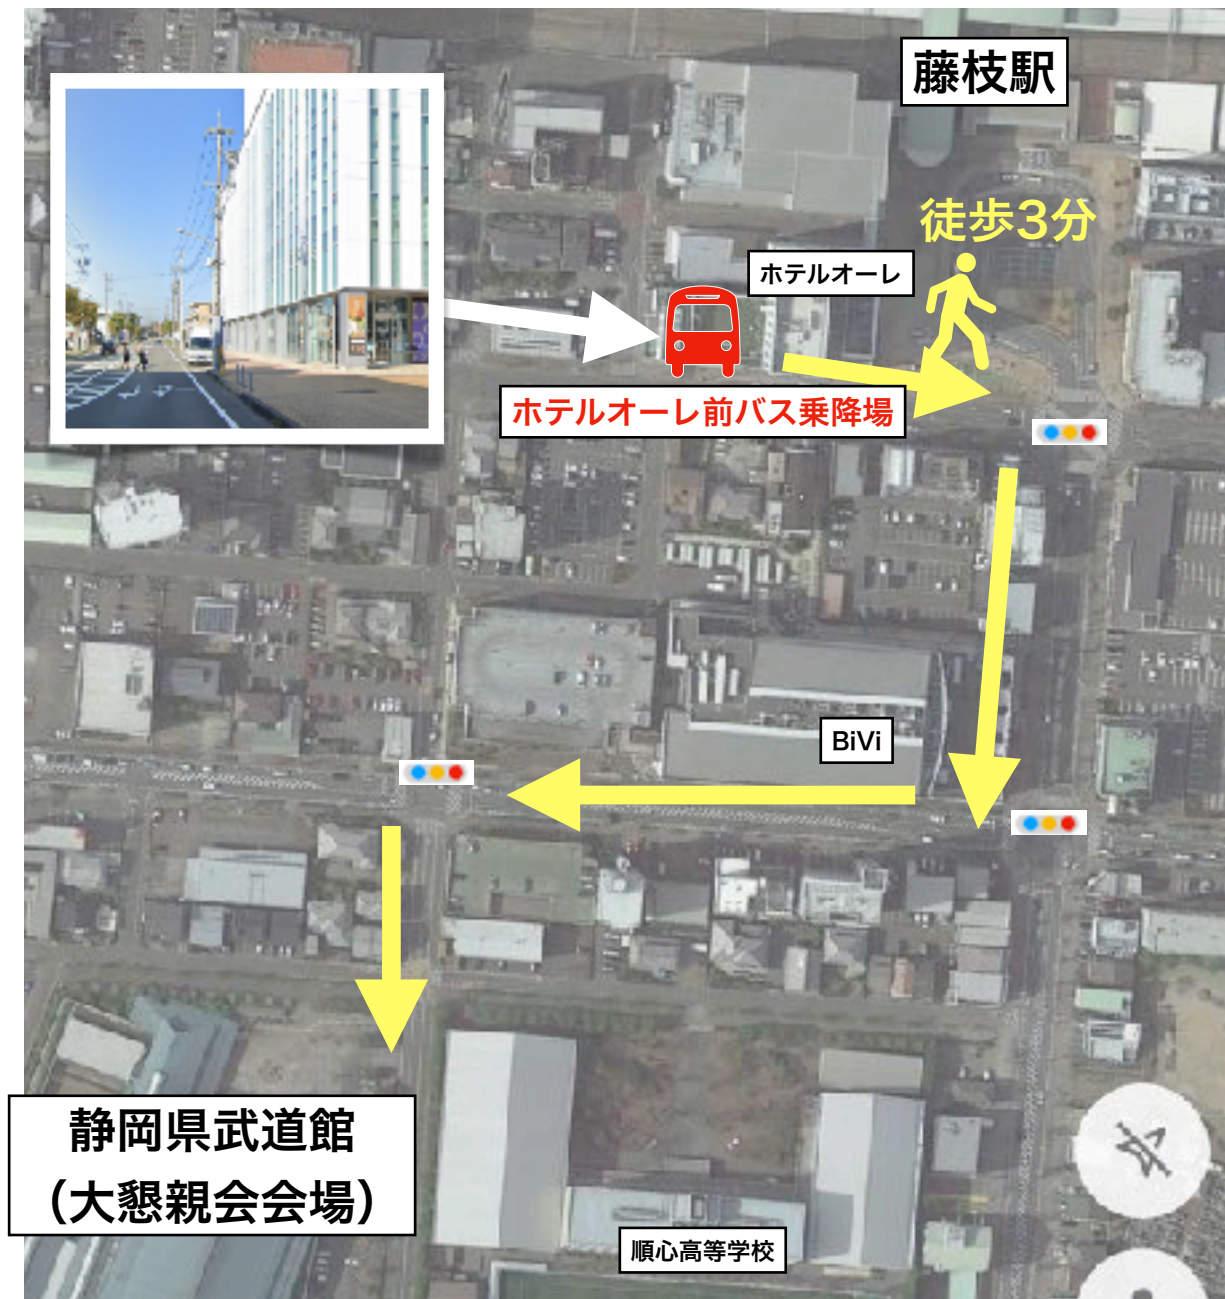 藤枝駅
徒歩3分
ホテルオーレ
ホテルオーレ前バス乗降場
BiVi
静岡県武道館
(大懇親会会場)
順心高等学校